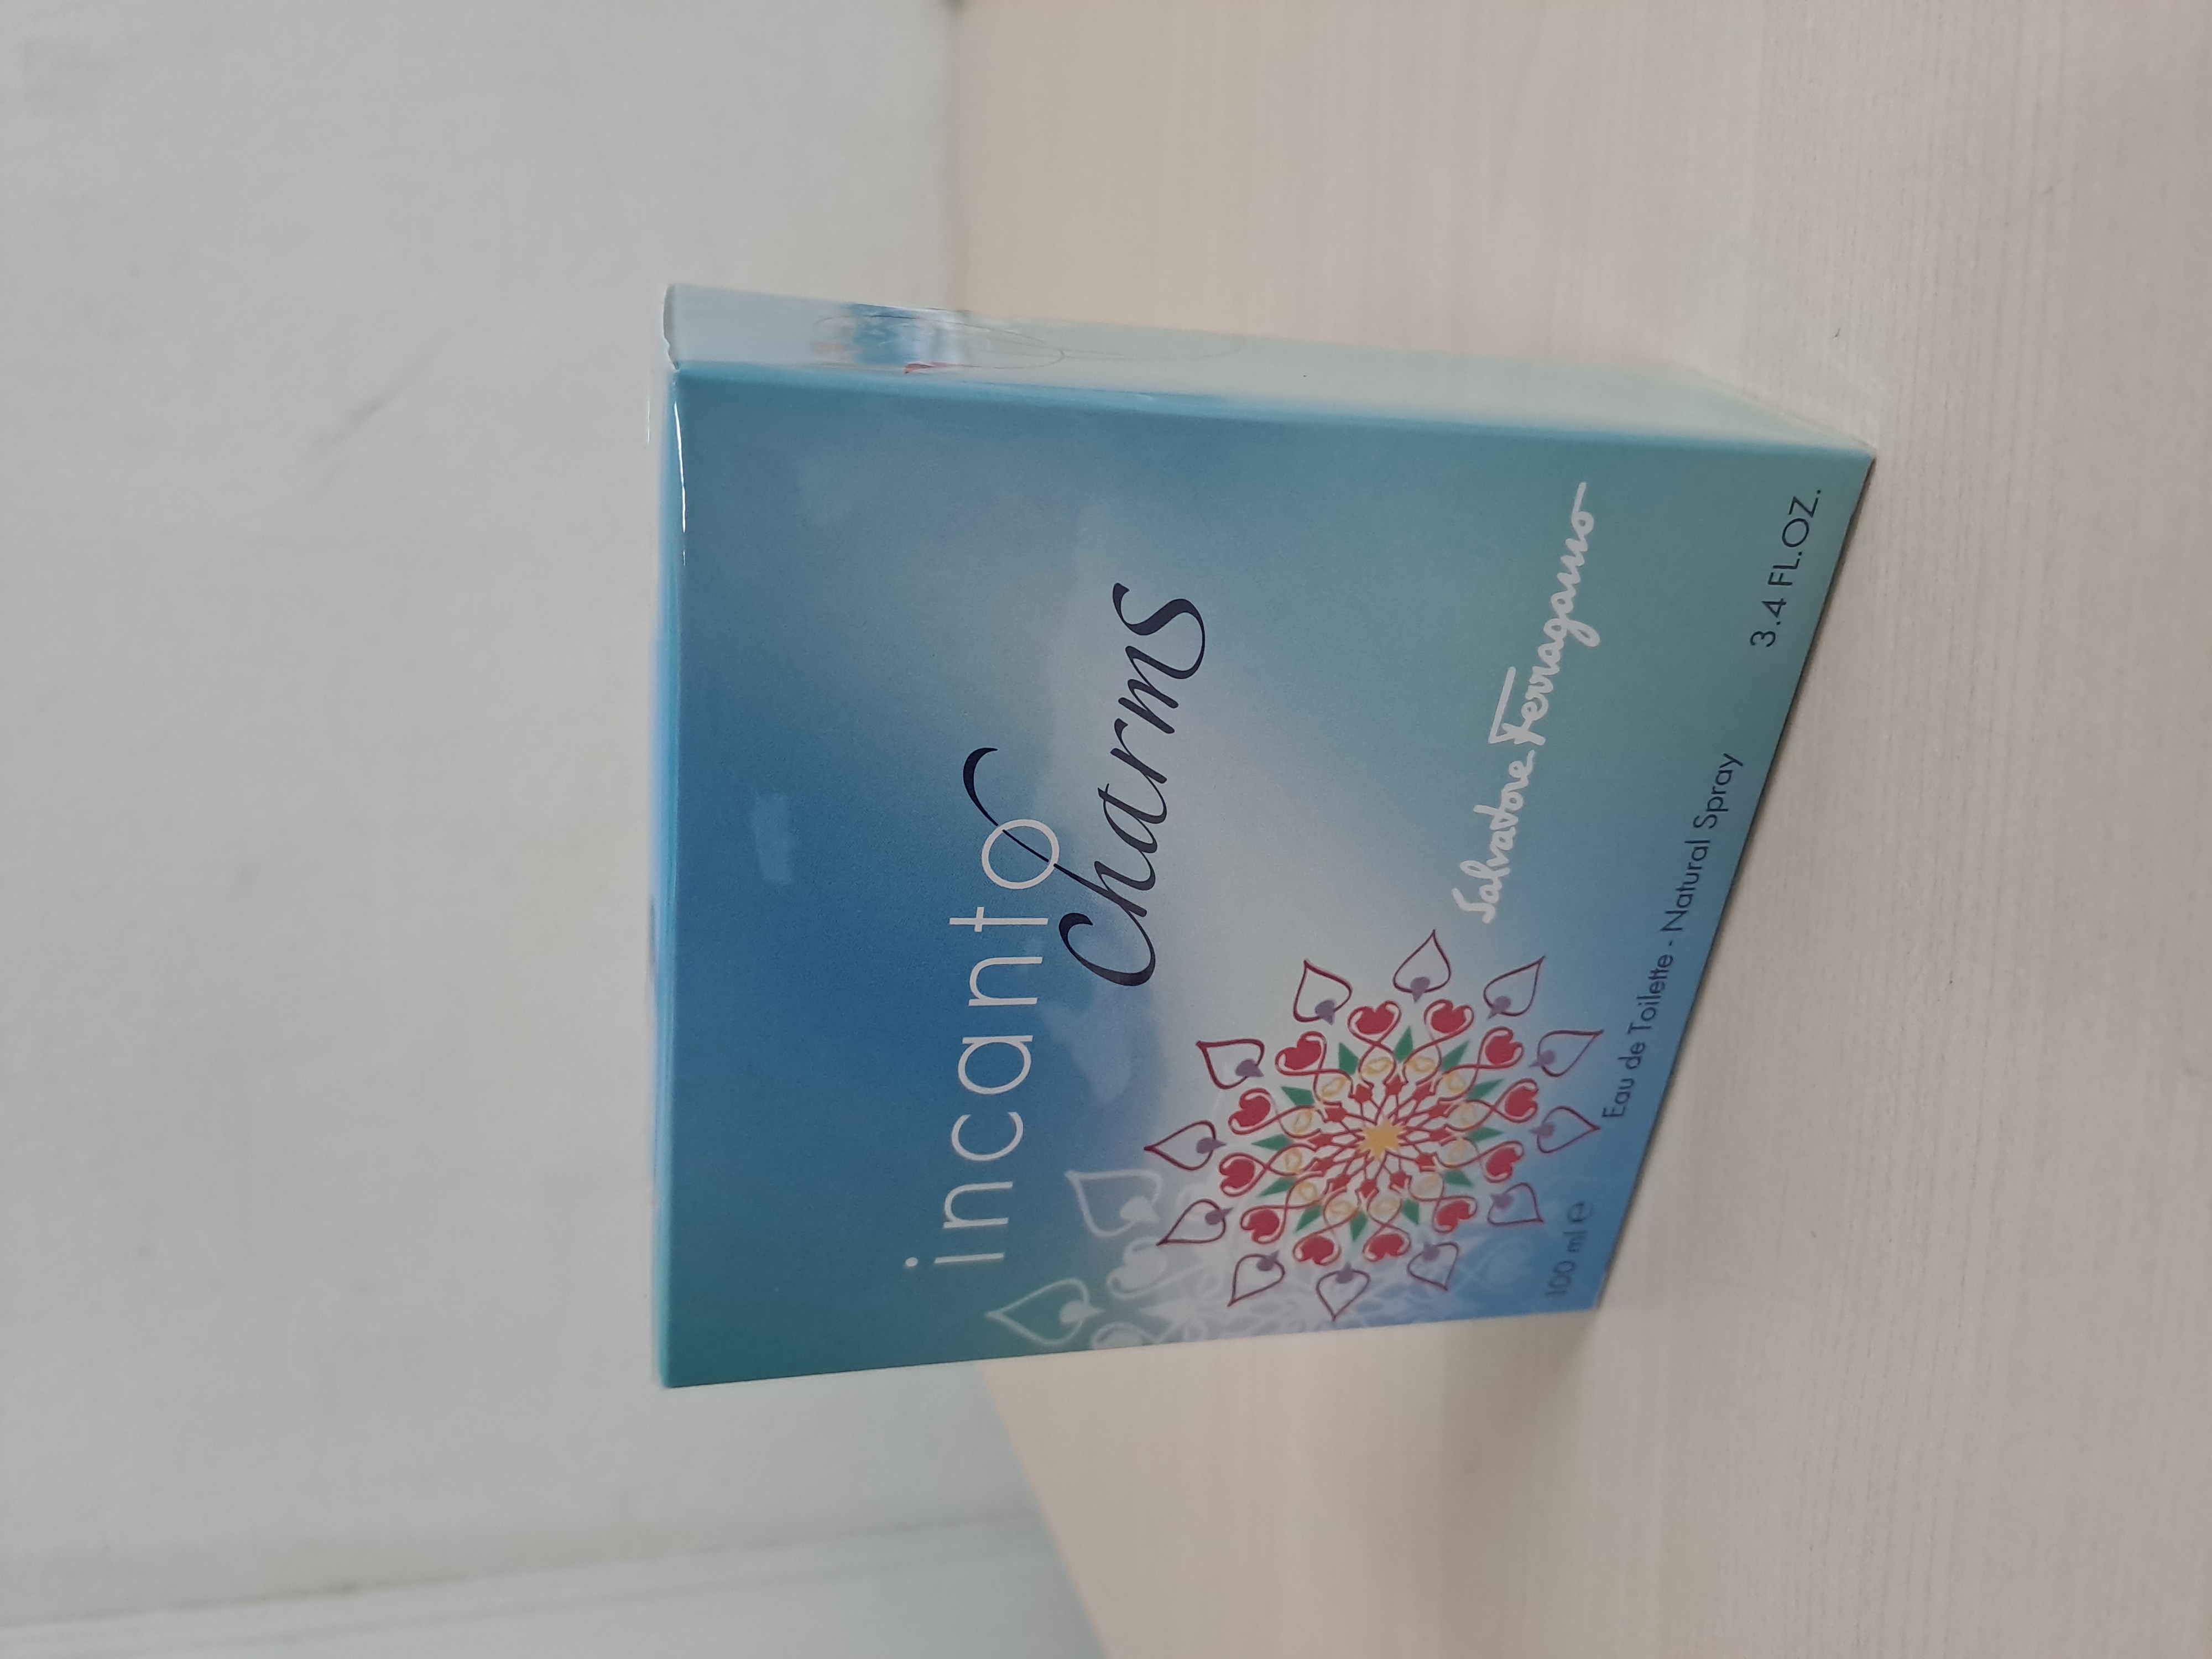 incanto
charms
Salvatore Ferragamo
Eau de Toilette - Natural Spray
100 ml ℮ 3.4 FL.OZ.